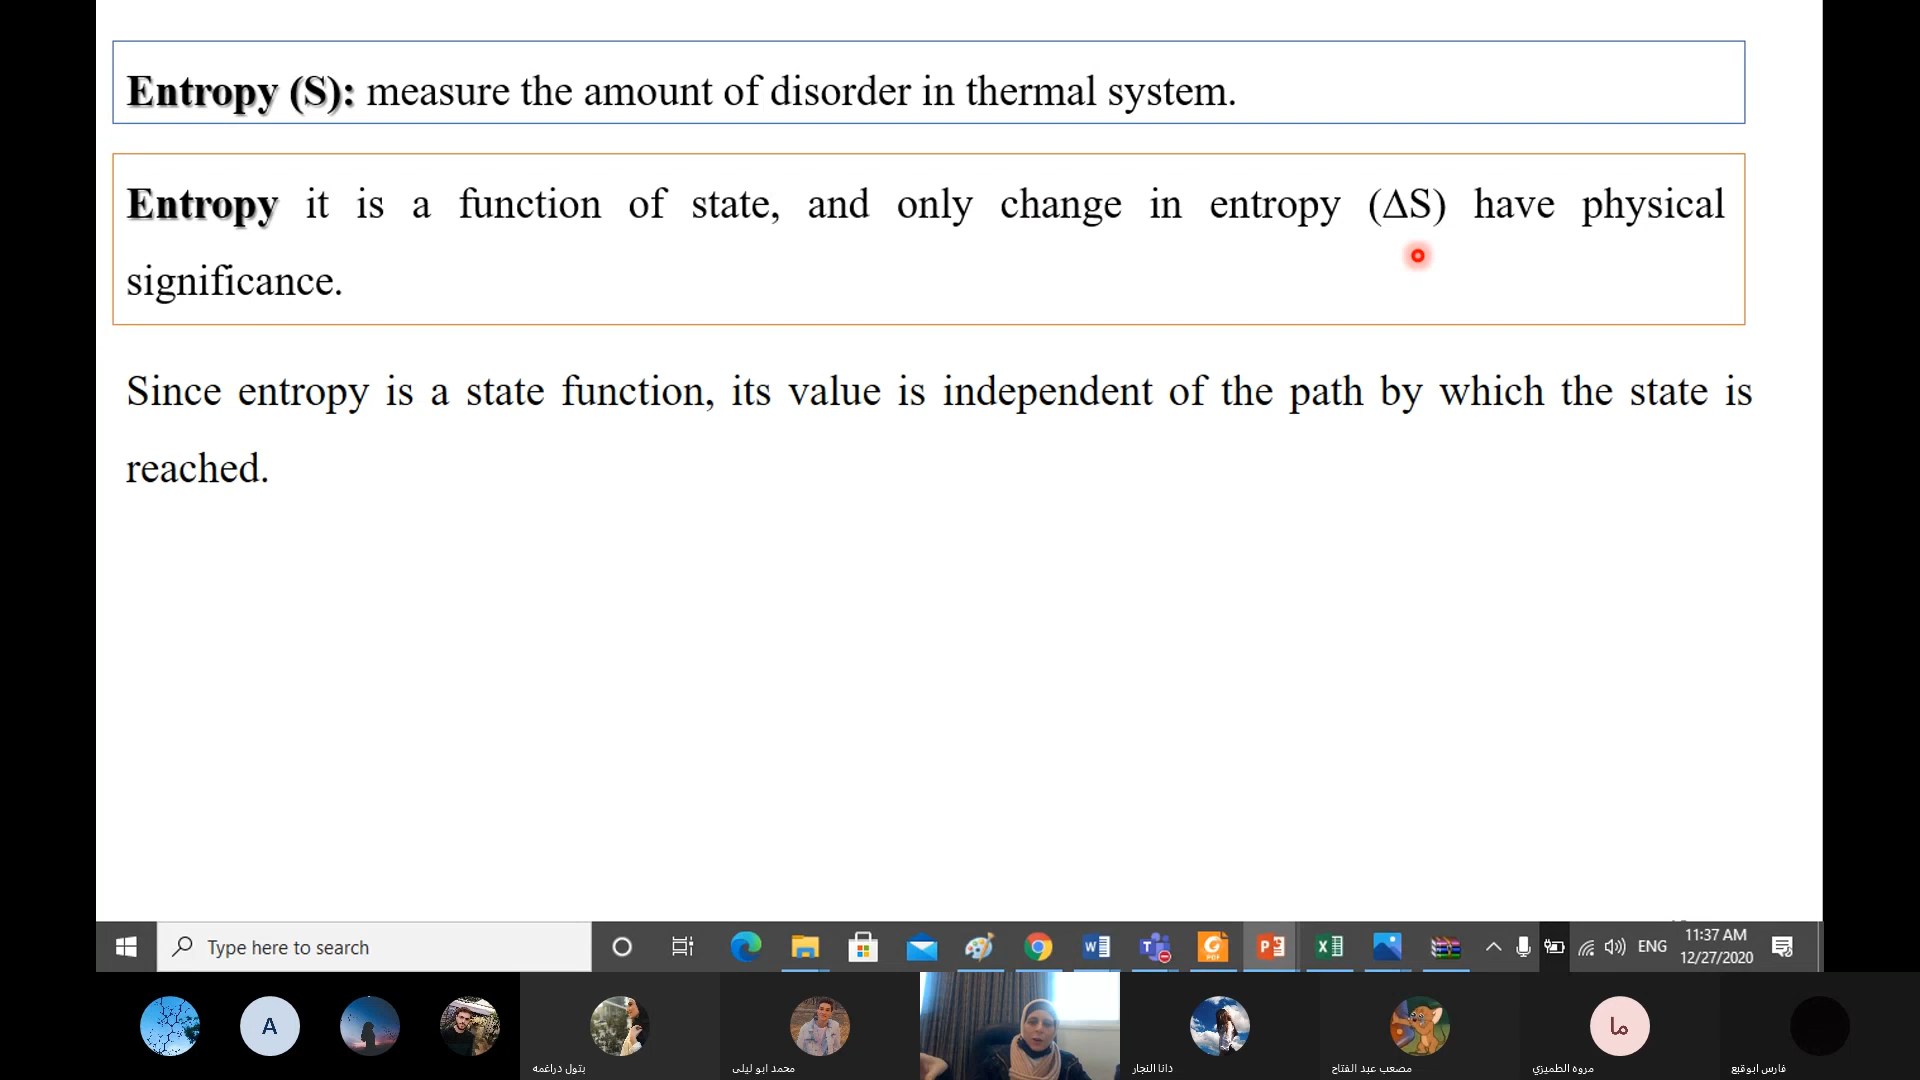 Entropy (S): measure the amount of disorder in thermal system.
Entropy it is a function of state, and only change in entropy (ΔS) have physical
significance.
Since entropy is a state function, its value is independent of the path by which the state is
reached.
Type here to search
ENG
11:37 AM
12/27/2020
A
ما
بتول دراغمه
محمد ابو ليلى
دانا النجار
مصعب عبد الفتاح
مروه الطميزي
فارس ابوقبع